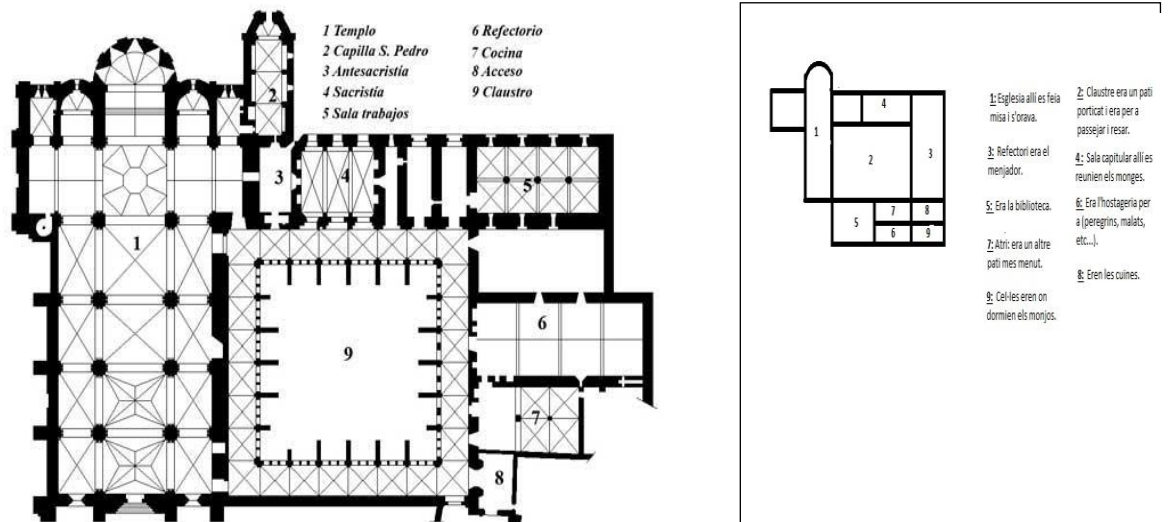 1 Templo
2 Capilla S. Pedro
3 Antesacristía
4 Sacristía
5 Sala trabajos
6 Refectorio
7 Cocina
8 Acceso
9 Claustro
2
3
4
5
1
6
9
7
8
4
1
2
3
5
7
8
6
9
1: Esglesia allí es feia
misa i s'orava.
3: Refectori era el
menjador.
5: Era la biblioteca.
7: Atri: era un altre
pati mes menut.
9: Cel-les eren on
dormien els monjos.
2: Claustre era un pati
porticat i era per a
passejar i resar.
4: Sala capitular allí es
reunien els monges.
6: Era l'hostageria per
a (peregrins, malats,
etc...).
8: Eren les cuines.